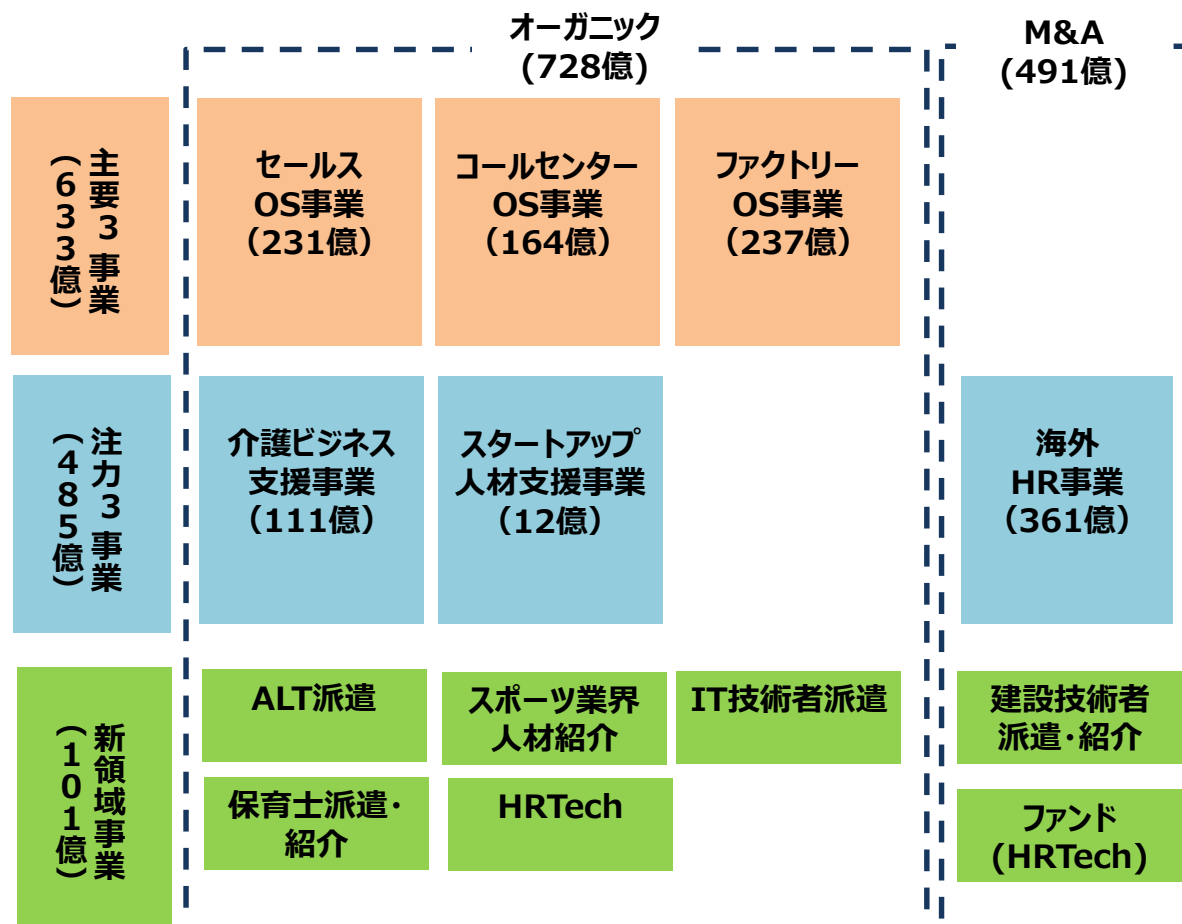 オーガニック
(728億)
M&A
(491億)
主要３事業
(６３３億)
セールス
OS事業
（231億）
コールセンター
OS事業
（164億）
ファクトリー
OS事業
（237億）
注力３事業
(４８５億)
介護ビジネス
支援事業
（111億）
スタートアップ
人材支援事業
（12億）
海外
HR事業
（361億）
新領域事業
(１０１億)
ALT派遣
スポーツ業界
人材紹介
IT技術者派遣
建設技術者
派遣・紹介
保育士派遣・
紹介
HRTech
ファンド
(HRTech)